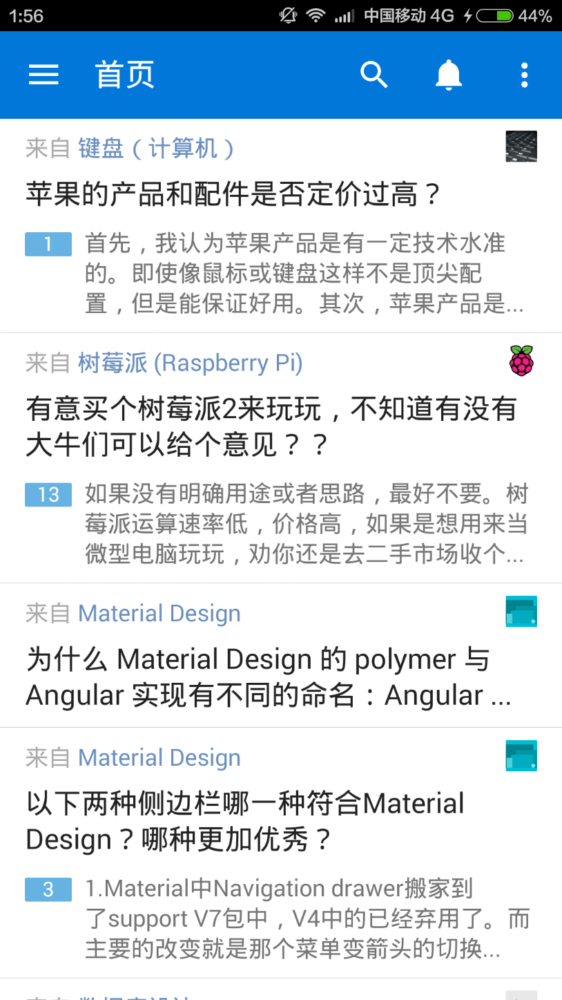 1:56 中国移动 4G 44%
首页
来自 键盘（计算机）
苹果的产品和配件是否定价过高？
1 首先，我认为苹果产品是有一定技术水准
的。即使像鼠标或键盘这样不是顶尖配
置，但是能保证好用。其次，苹果产品是...
来自 树莓派 (Raspberry Pi)
有意买个树莓派2来玩玩，不知道有没有
大牛们可以给个意见？？
13 如果没有明确用途或者思路，最好不要。树
莓派运算速率低，价格高，如果是想用来当
微型电脑玩玩，劝你还是去二手市场收个...
来自 Material Design
为什么 Material Design 的 polymer 与
Angular 实现有不同的命名：Angular ...
来自 Material Design
以下两种侧边栏哪一种符合Material
Design？哪种更加优秀？
3 1.Material中Navigation drawer搬家到
了support V7包中，V4中的已经弃用了。而
主要的改变就是那个菜单变箭头的切换...